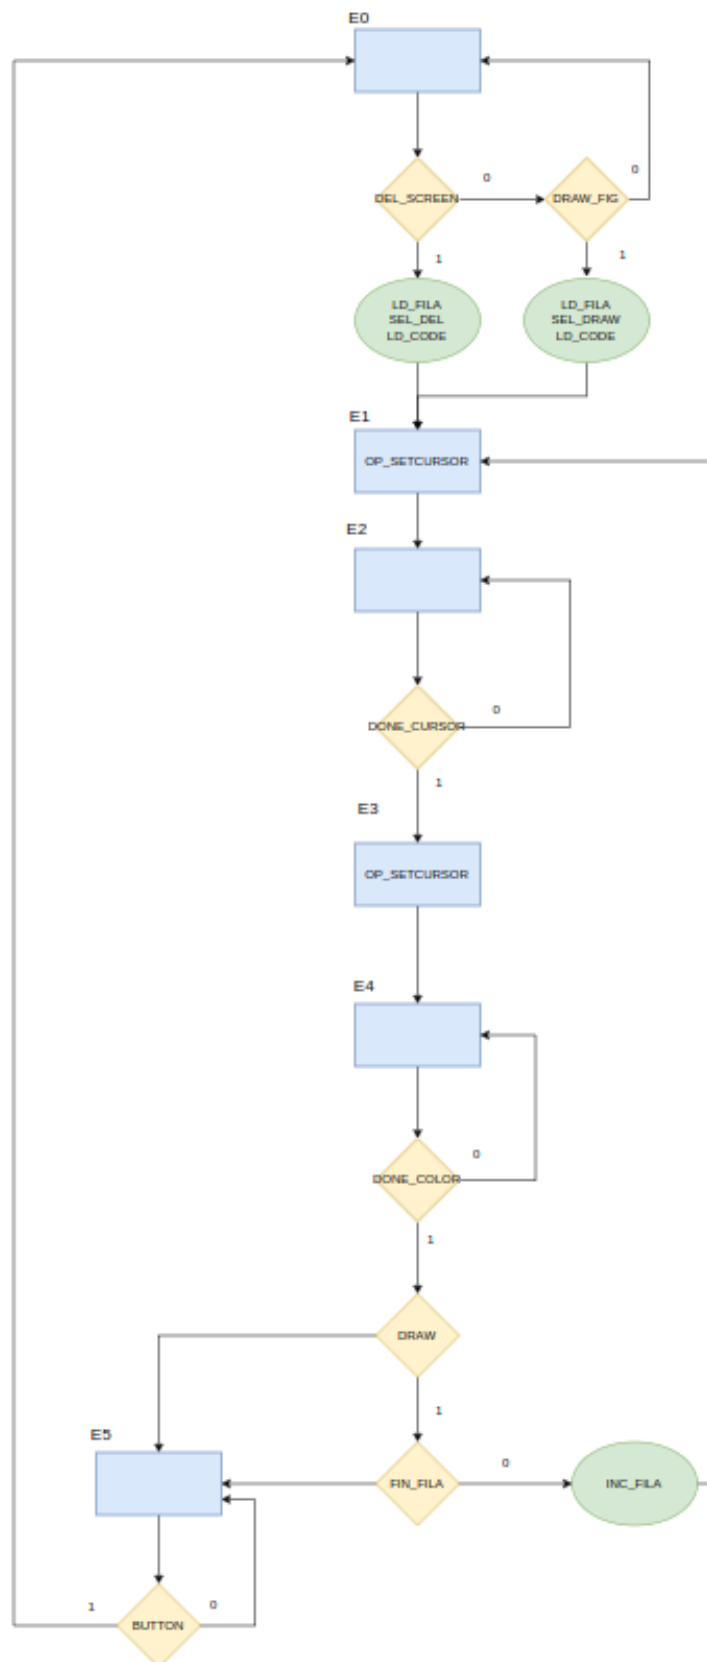 E0
0
0
DEL_SCREEN
DRAW_FIG
1
1
LD_FILA
SEL_DEL
LD_CODE
LD_FILA
SEL_DRAW
LD_CODE
E1
OP_SETCURSOR
E2
0
DONE_CURSOR
1
E3
OP_SETCURSOR
E4
0
DONE_COLOR
1
DRAW
1
E5
0
FIN_FILA
INC_FILA
1
0
BUTTON